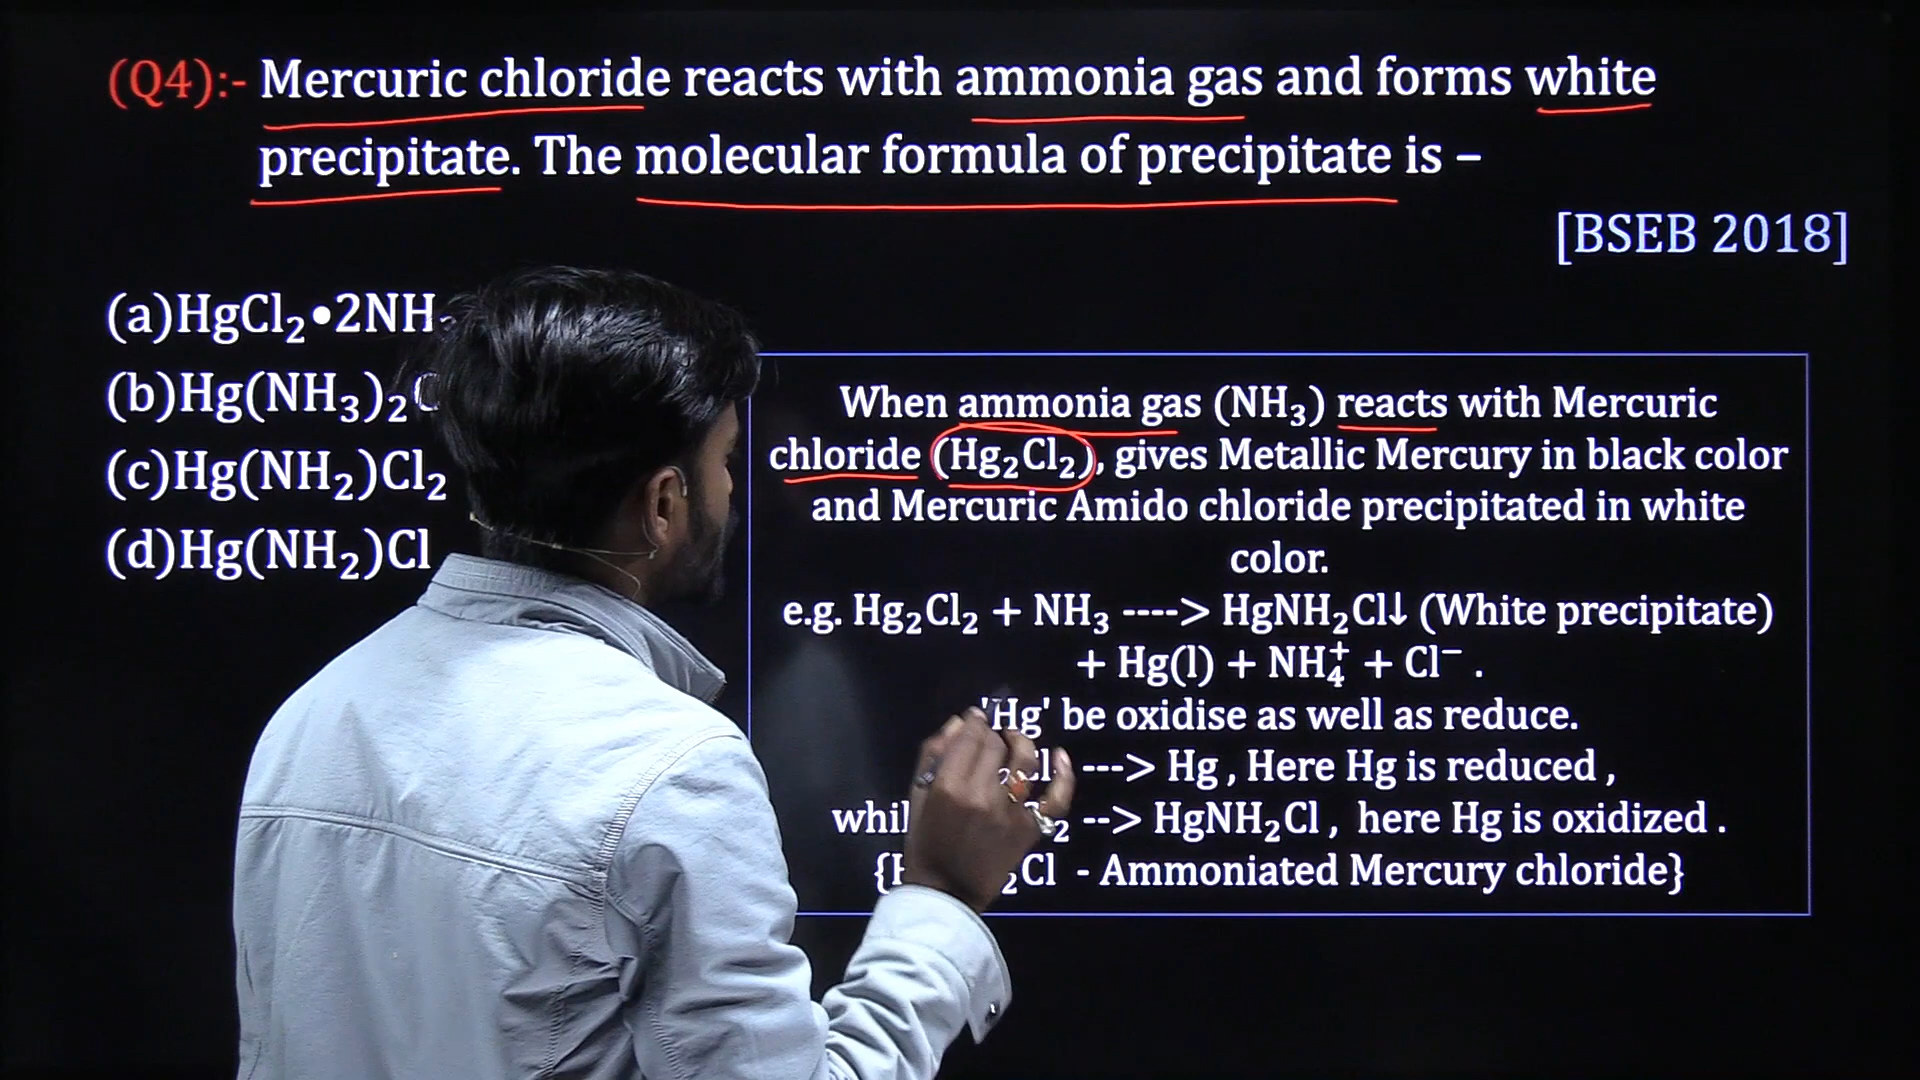 (Q4):- Mercuric chloride reacts with ammonia gas and forms white
precipitate. The molecular formula of precipitate is –
[BSEB 2018]
(a)HgCl₂•2NH
(b)Hg(NH₃)₂
(c)Hg(NH₂)Cl₂
(d)Hg(NH₂)Cl
When ammonia gas (NH₃) reacts with Mercuric
chloride (Hg₂Cl₂), gives Metallic Mercury in black color
and Mercuric Amido chloride precipitated in white
color.
e.g. Hg₂Cl₂ + NH₃ ----> HgNH₂Cl↓ (White precipitate)
+ Hg(l) + NH₄⁺ + Cl⁻ .
'Hg' be oxidise as well as reduce.
---> Hg , Here Hg is reduced ,
--> HgNH₂Cl , here Hg is oxidized .
₂Cl - Ammoniated Mercury chloride}